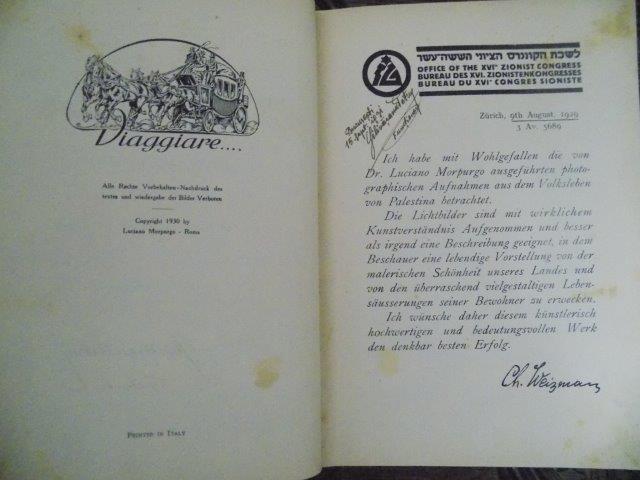 Viaggiare....
Alle Rechte Vorbehalten - Nachdruck des
textes und wiedergabe der Bilder Verboten
Copyright 1930 by
Luciano Morpurgo - Roma
PRINTED IN ITALY
לשכת הקונגרס הציוני הששה־עשר
OFFICE OF THE XVIᵗʰ ZIONIST CONGRESS
BUREAU DES XVI. ZIONISTENKONGRESSES
BUREAU DU XVIᵉ CONGRES SIONISTE
Zürich, 9th August, 1929
3 Av. 5689
Ich habe mit Wohlgefallen die von
Dr. Luciano Morpurgo ausgeführten photo-
graphischen Aufnahmen aus dem Volksleben
von Palestina betrachtet.
Die Lichtbilder sind mit wirklichem
Kunstverständnis Aufgenommen und besser
als irgend eine Beschreibung geeignet, in dem
Beschauer eine lebendige Vorstellung von der
malerischen Schönheit unseres Landes und
von den überraschend vielgestaltigen Leben-
säusserungen seiner Bewohner zu erwecken.
Ich wünsche daher diesem künstlerisch
hochwertigen und bedeutungsvollen Werk
den denkbar besten Erfolg.
Ch. Weizmann